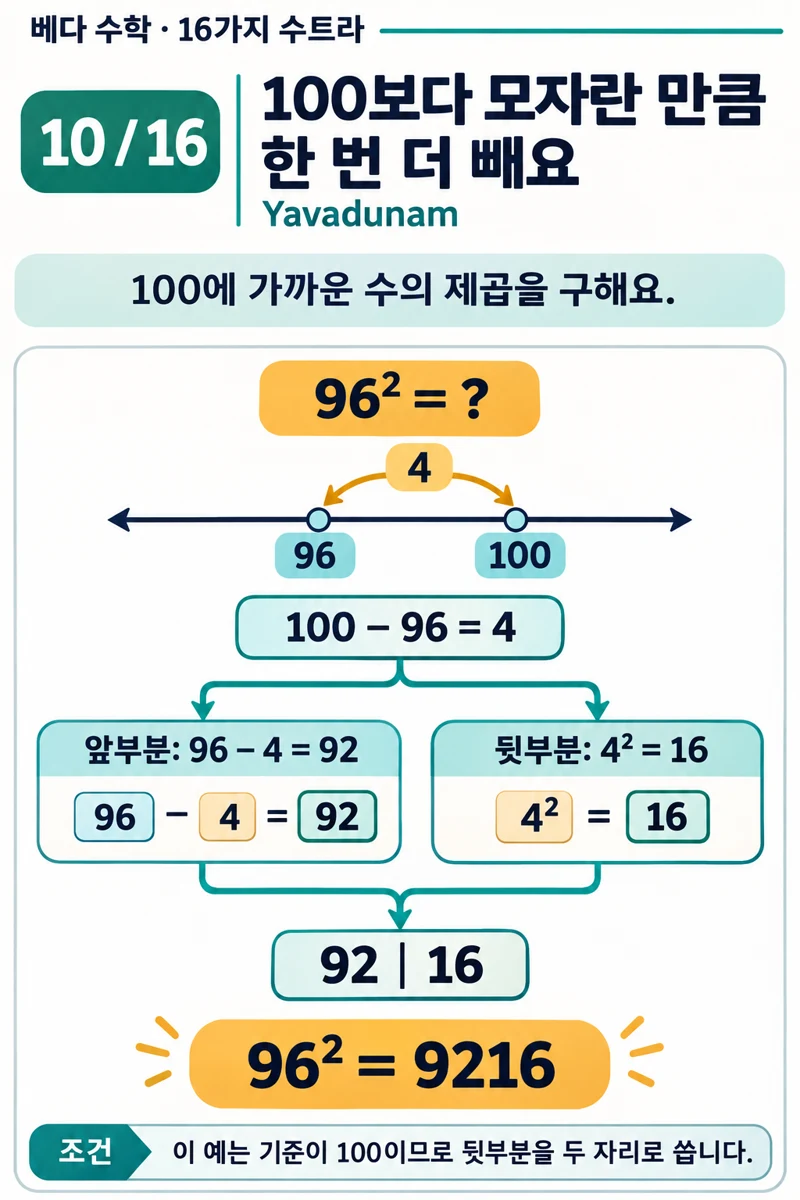 베다 수학 · 16가지 수트라
10 / 16
100보다 모자란 만큼
한 번 더 빼요
Yavadunam
100에 가까운 수의 제곱을 구해요.
96² = ?
4
96
100
100 − 96 = 4
앞부분: 96 − 4 = 92
96 − 4 = 92
뒷부분: 4² = 16
4² = 16
92 | 16
96² = 9216
조건
이 예는 기준이 100이므로 뒷부분을 두 자리로 씁니다.